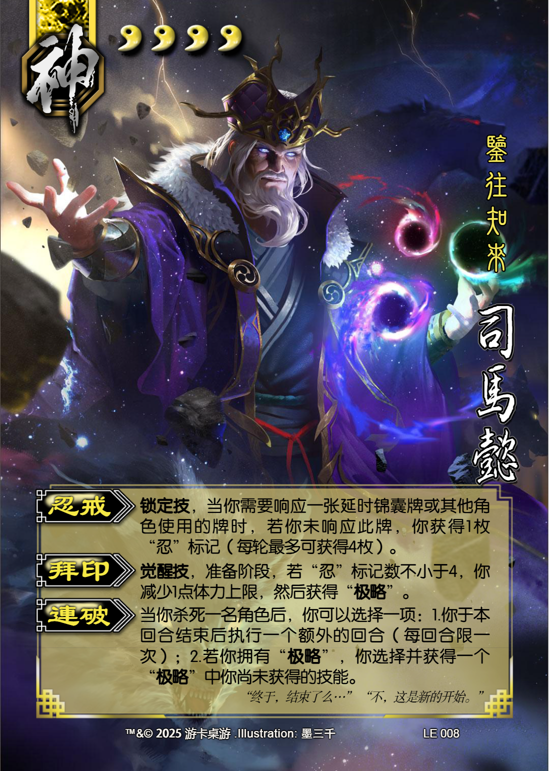 神
鑒往知來
司馬懿
忍戒
锁定技，当你需要响应一张延时锦囊牌或其他角
色使用的牌时，若你未响应此牌，你获得1枚
“忍”标记（每轮最多可获得4枚）。
拜印
觉醒技，准备阶段，若“忍”标记数不小于4，你
减少1点体力上限，然后获得“极略”。
連破
当你杀死一名角色后，你可以选择一项：1.你于本
回合结束后执行一个额外的回合（每回合限一
次）；2.若你拥有“极略”，你选择并获得一个
“极略”中你尚未获得的技能。
“终于，结束了么…” “不，这是新的开始。”
™&© 2025 游卡桌游 .Illustration: 墨三千
LE 008